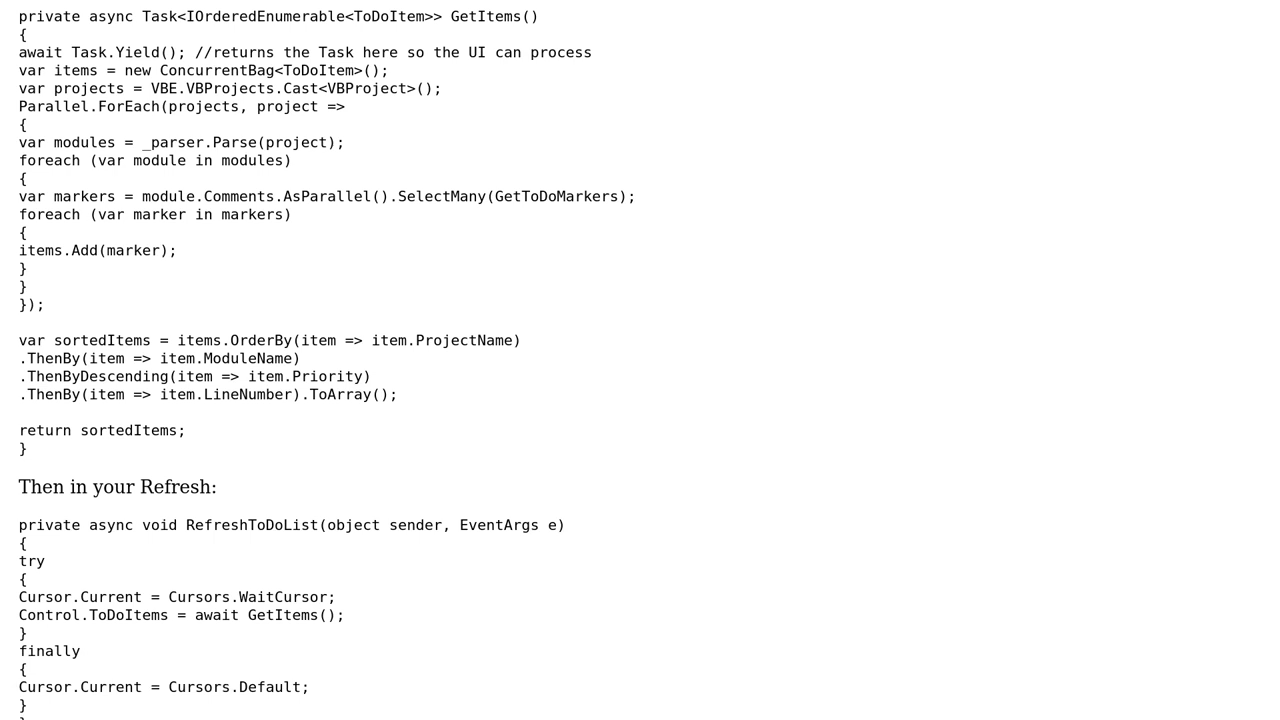 private async Task<IOrderedEnumerable<ToDoItem>> GetItems()
{
await Task.Yield(); //returns the Task here so the UI can process
var items = new ConcurrentBag<ToDoItem>();
var projects = VBE.VBProjects.Cast<VBProject>();
Parallel.ForEach(projects, project =>
{
var modules = _parser.Parse(project);
foreach (var module in modules)
{
var markers = module.Comments.AsParallel().SelectMany(GetToDoMarkers);
foreach (var marker in markers)
{
items.Add(marker);
}
}
});

var sortedItems = items.OrderBy(item => item.ProjectName)
.ThenBy(item => item.ModuleName)
.ThenByDescending(item => item.Priority)
.ThenBy(item => item.LineNumber).ToArray();

return sortedItems;
}

Then in your Refresh:

private async void RefreshToDoList(object sender, EventArgs e)
{
try
{
Cursor.Current = Cursors.WaitCursor;
Control.ToDoItems = await GetItems();
}
finally
{
Cursor.Current = Cursors.Default;
}
}